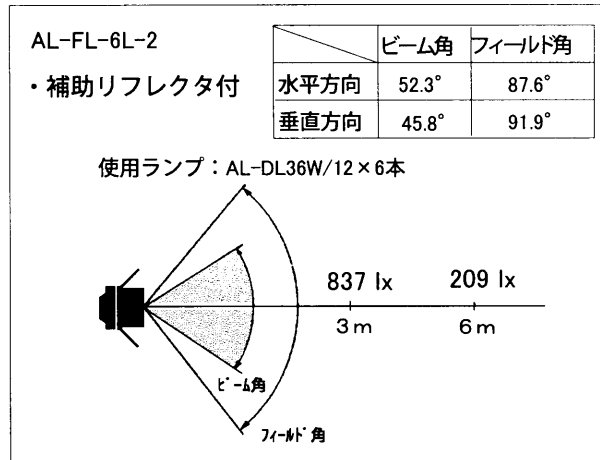 AL-FL-6L-2
・補助リフレクタ付
ビーム角 フィールド角
水平方向 52.3° 87.6°
垂直方向 45.8° 91.9°
使用ランプ：AL-DL36W/12×6本
837 lx 209 lx
3m 6m
ビーム角
フィールド角